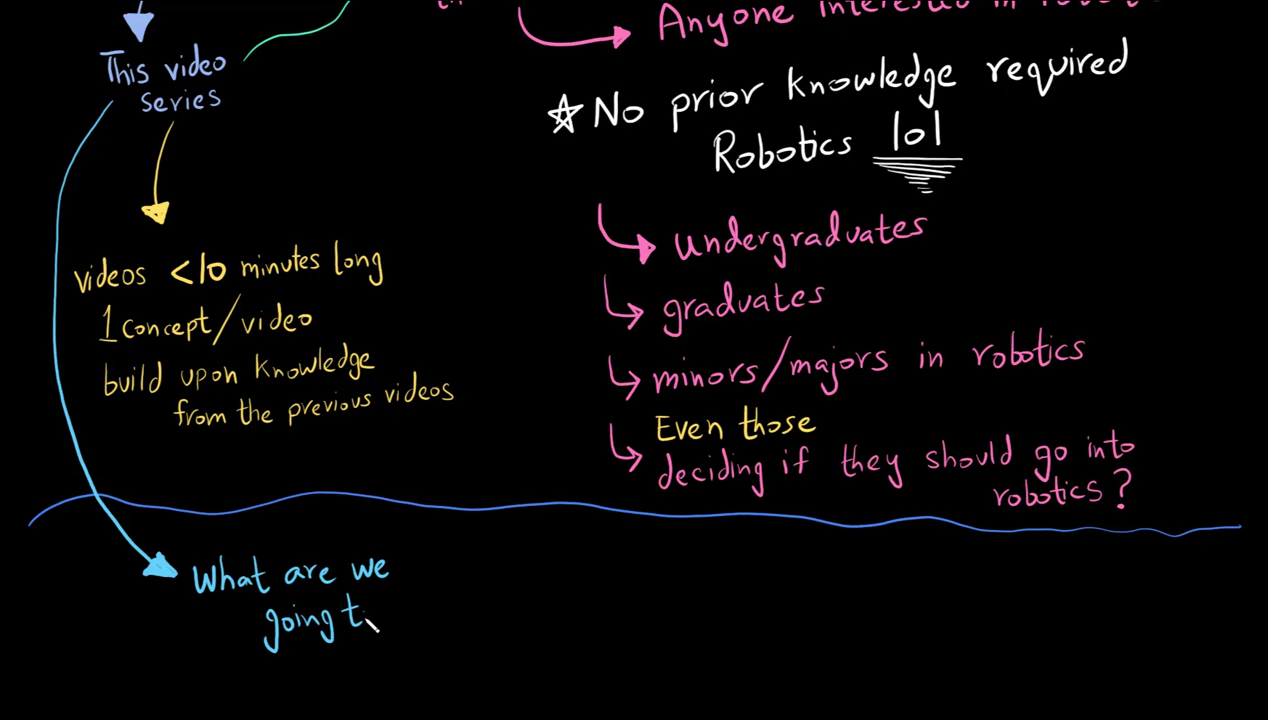 Anyone interested in
This video
series
☆ No prior knowledge required
Robotics 101
videos <10 minutes long
1 concept/video
build upon knowledge
from the previous videos
undergraduates
graduates
minors/majors in robotics
Even those
deciding if they should go into
robotics?
What are we
going t